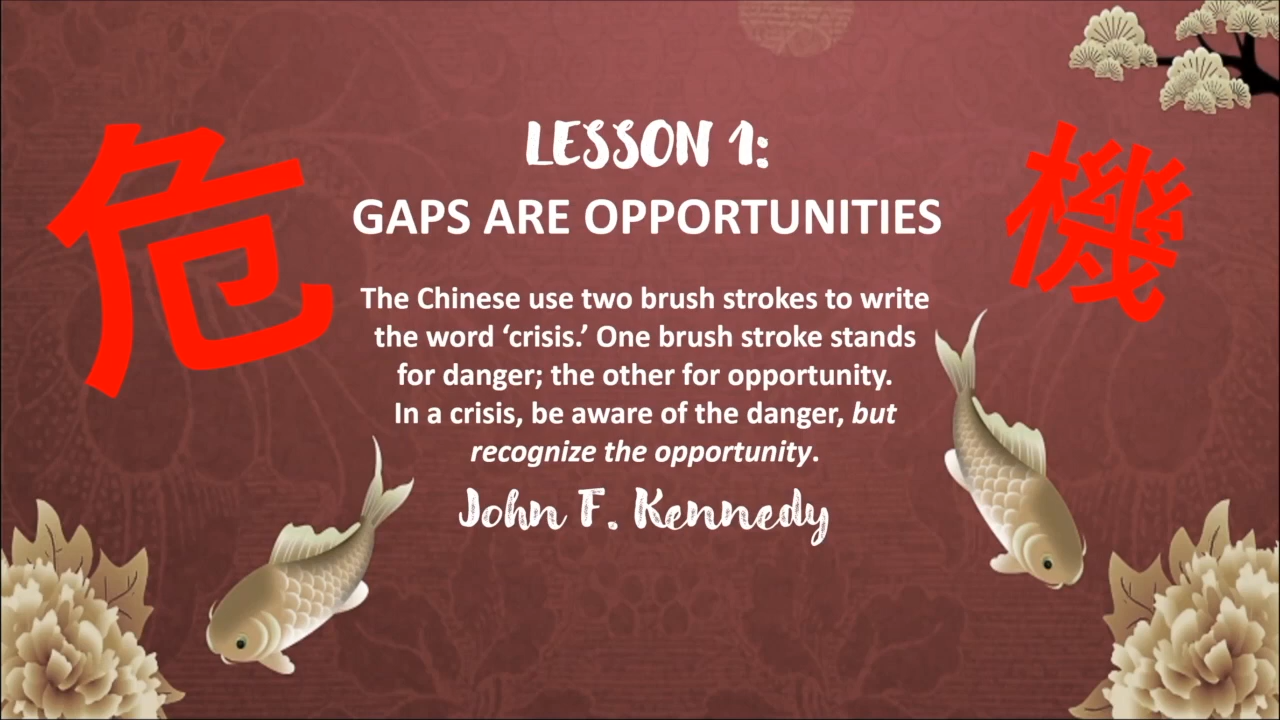 危
機
LESSON 1:
GAPS ARE OPPORTUNITIES
The Chinese use two brush strokes to write
the word ‘crisis.’ One brush stroke stands
for danger; the other for opportunity.
In a crisis, be aware of the danger, but
recognize the opportunity.
John F. Kennedy